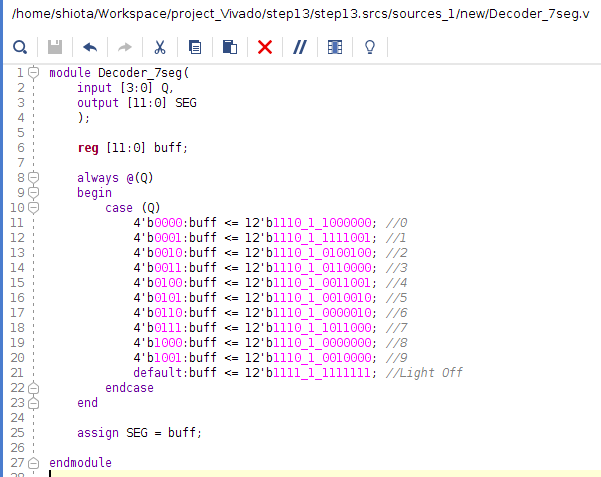 /home/shiota/Workspace/project_Vivado/step13/step13.srcs/sources_1/new/Decoder_7seg.v
1 module Decoder_7seg(
2     input [3:0] Q,
3     output [11:0] SEG
4     );
5
6     reg [11:0] buff;
7
8     always @(Q)
9     begin
10         case (Q)
11             4'b0000:buff <= 12'b1110_1_1000000; //0
12             4'b0001:buff <= 12'b1110_1_1111001; //1
13             4'b0010:buff <= 12'b1110_1_0100100; //2
14             4'b0011:buff <= 12'b1110_1_0110000; //3
15             4'b0100:buff <= 12'b1110_1_0011001; //4
16             4'b0101:buff <= 12'b1110_1_0010010; //5
17             4'b0110:buff <= 12'b1110_1_0000010; //6
18             4'b0111:buff <= 12'b1110_1_1011000; //7
19             4'b1000:buff <= 12'b1110_1_0000000; //8
20             4'b1001:buff <= 12'b1110_1_0010000; //9
21             default:buff <= 12'b1111_1_1111111; //Light Off
22         endcase
23     end
24
25     assign SEG = buff;
26
27 endmodule
28